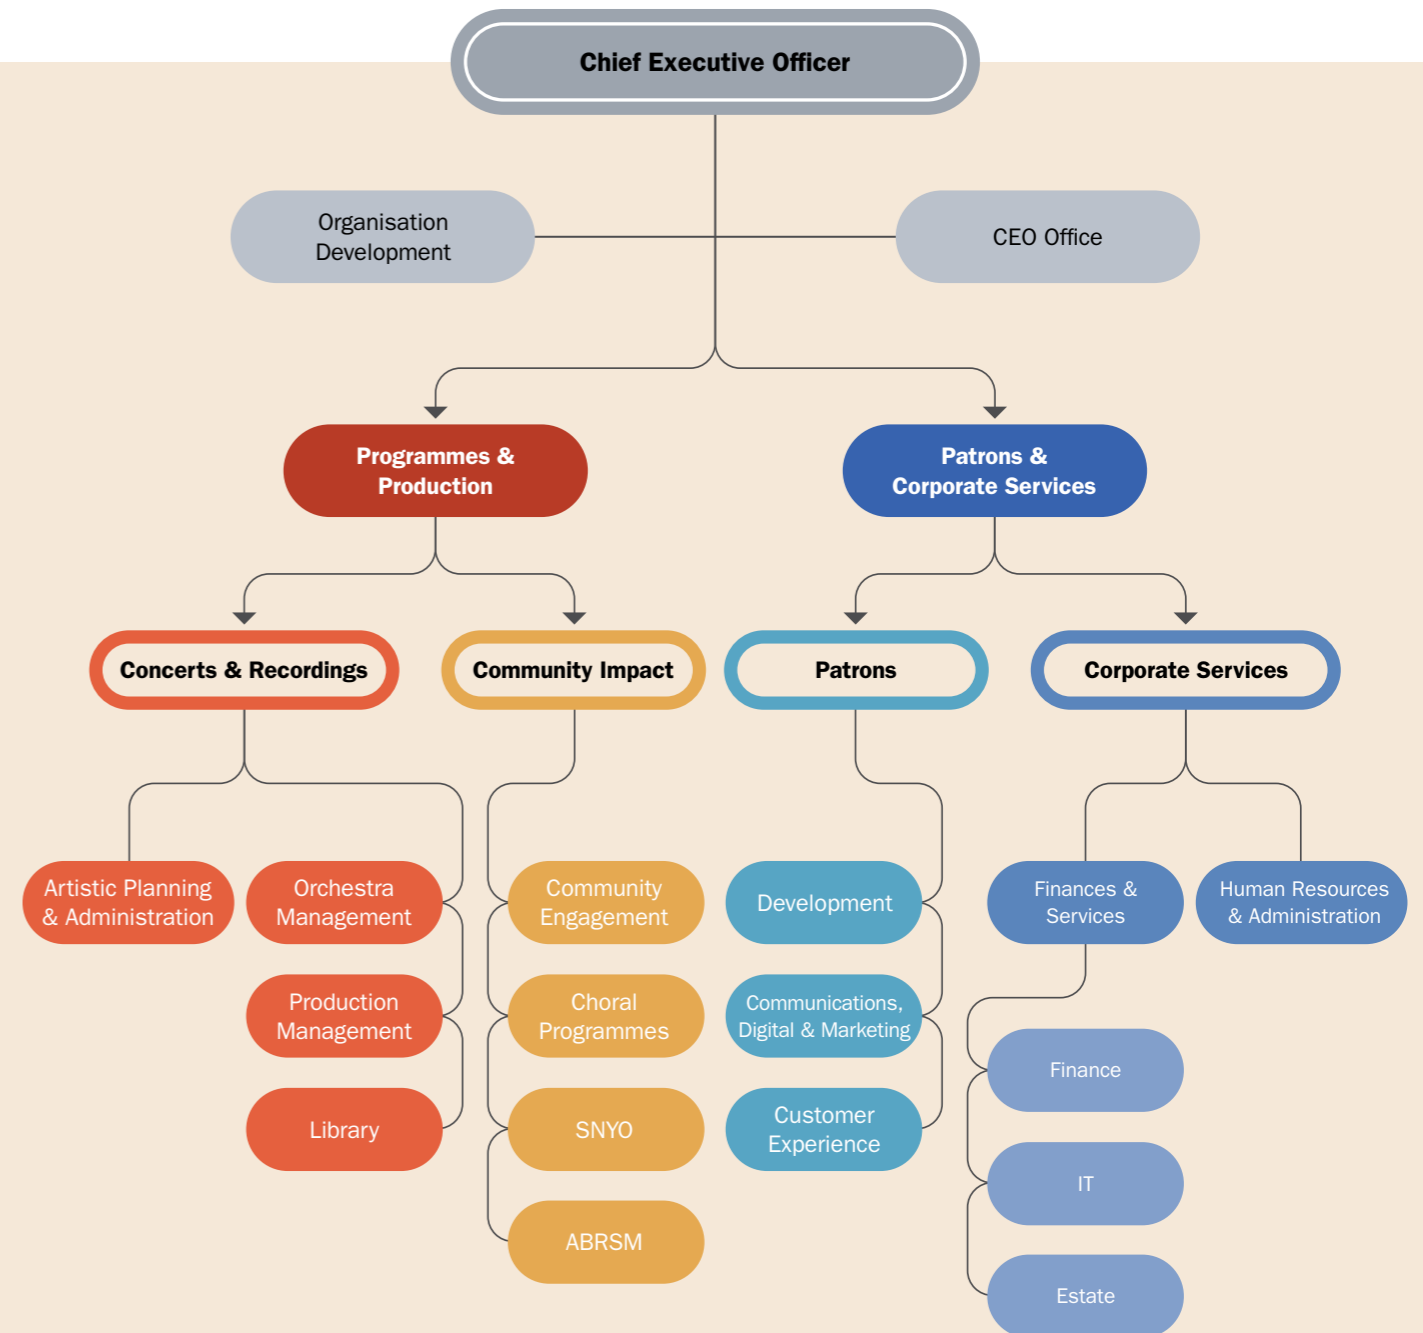 Chief Executive Officer
Organisation
Development
CEO Office
Programmes &
Production
Patrons &
Corporate Services
Concerts & Recordings
Community Impact
Patrons
Corporate Services
Artistic Planning
& Administration
Orchestra
Management
Production
Management
Library
Community
Engagement
Choral
Programmes
SNYO
ABRSM
Development
Communications,
Digital & Marketing
Customer
Experience
Finances &
Services
Human Resources
& Administration
Finance
IT
Estate